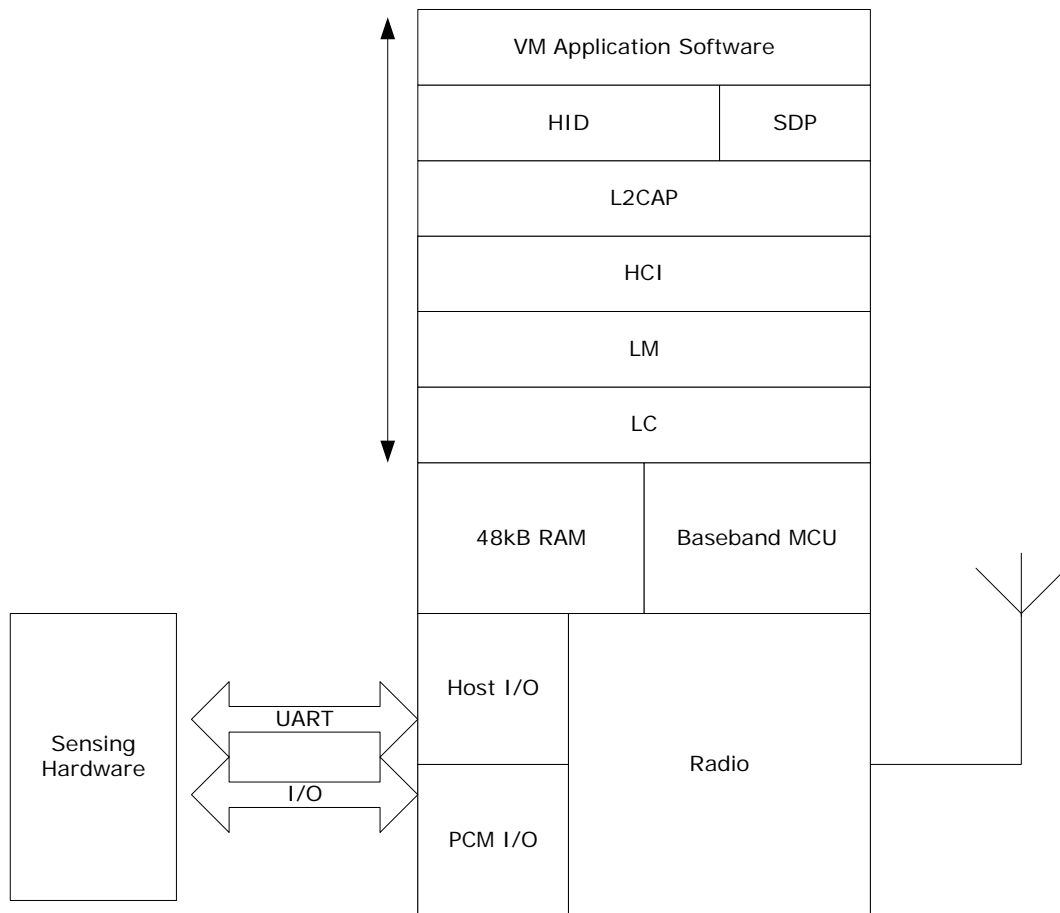 VM Application Software
HID
SDP
L2CAP
HCI
LM
LC
48kB RAM
Baseband MCU
Host I/O
UART
Sensing
Hardware
Radio
I/O
PCM I/O